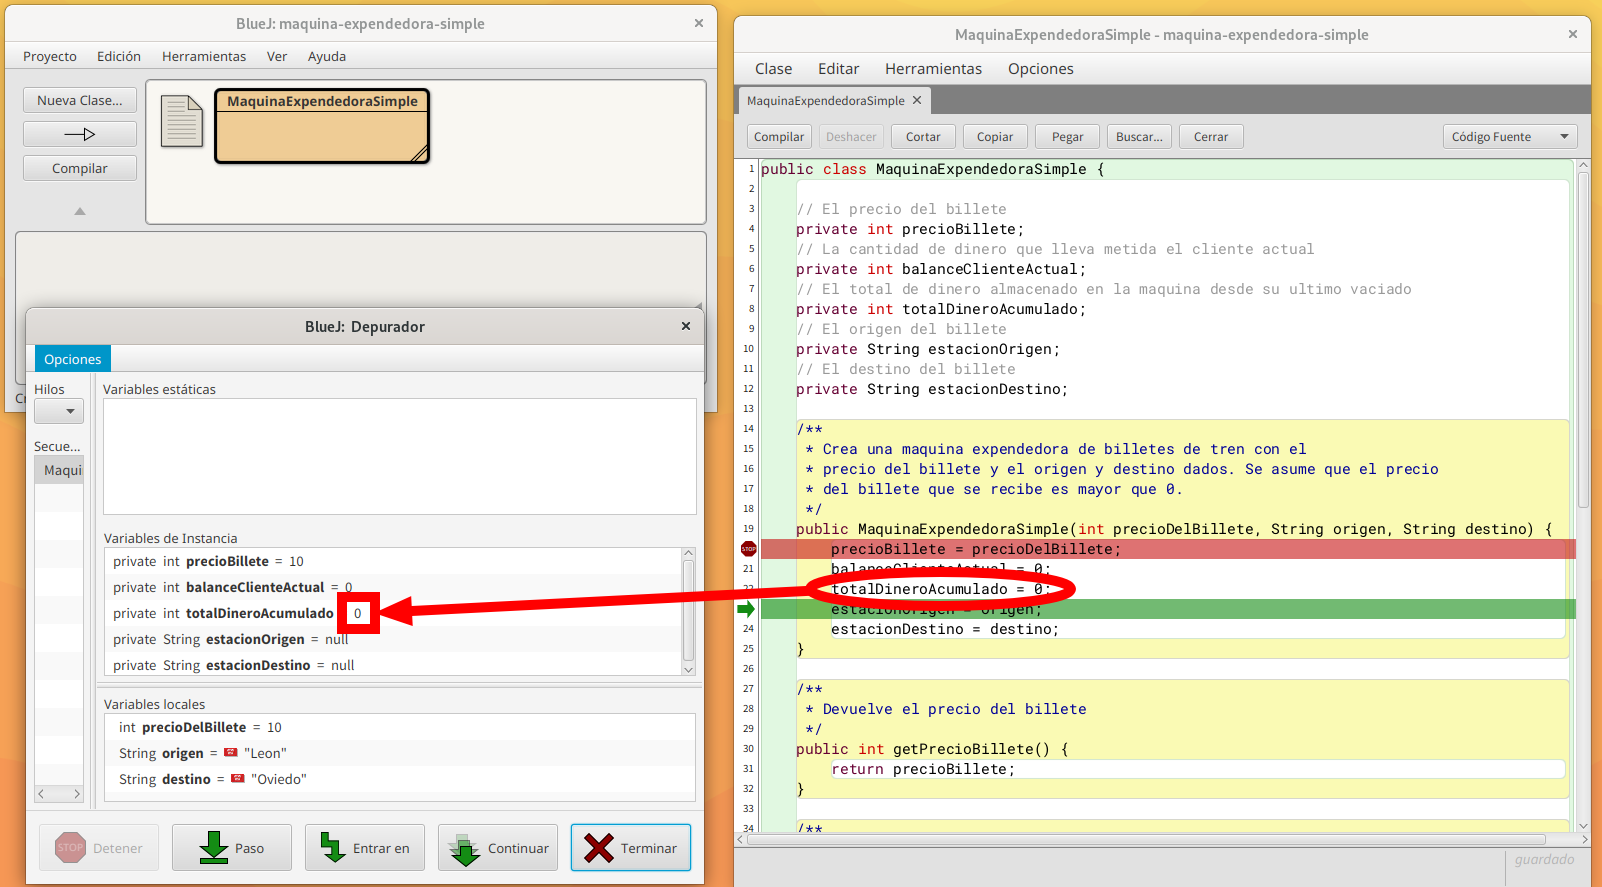 BlueJ: maquina-expendedora-simple
Proyecto Edición Herramientas Ver Ayuda
Nueva Clase...
Compilar
MaquinaExpendedoraSimple
BlueJ: Depurador
Opciones
Hilos
Secue...
Maqui
Variables estáticas
Variables de Instancia
private int precioBillete = 10
private int balanceClienteActual = 0
private int totalDineroAcumulado 0
private String estacionOrigen = null
private String estacionDestino = null
Variables locales
int precioDelBillete = 10
String origen = "Leon"
String destino = "Oviedo"
STOP Detener
Paso
Entrar en
Continuar
Terminar
MaquinaExpendedoraSimple - maquina-expendedora-simple
Clase Editar Herramientas Opciones
MaquinaExpendedoraSimple
Compilar Deshacer Cortar Copiar Pegar Buscar... Cerrar Código Fuente
1 public class MaquinaExpendedoraSimple {
2
3 // El precio del billete
4 private int precioBillete;
5 // La cantidad de dinero que lleva metida el cliente actual
6 private int balanceClienteActual;
7 // El total de dinero almacenado en la maquina desde su ultimo vaciado
8 private int totalDineroAcumulado;
9 // El origen del billete
10 private String estacionOrigen;
11 // El destino del billete
12 private String estacionDestino;
13
14 /**
15 * Crea una maquina expendedora de billetes de tren con el
16 * precio del billete y el origen y destino dados. Se asume que el precio
17 * del billete que se recibe es mayor que 0.
18 */
19 public MaquinaExpendedoraSimple(int precioDelBillete, String origen, String destino) {
STOP precioBillete = precioDelBillete;
21 balanceClienteActual = 0;
22 totalDineroAcumulado = 0;
estacionOrigen = origen;
24 estacionDestino = destino;
25 }
26
27 /**
28 * Devuelve el precio del billete
29 */
30 public int getPrecioBillete() {
31 return precioBillete;
32 }
33
34 /**
guardado